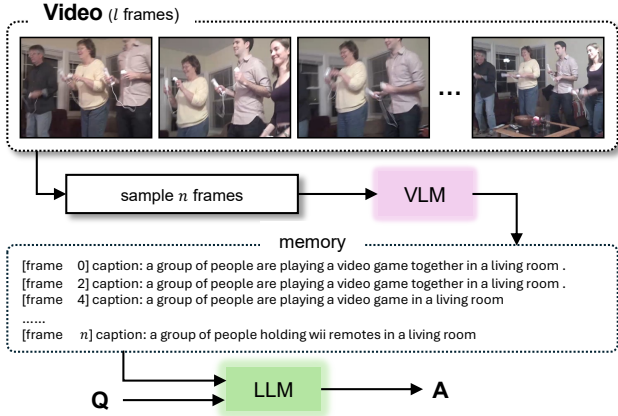 Video (l frames)
...
sample n frames
VLM
memory
[frame 0] caption: a group of people are playing a video game together in a living room .
[frame 2] caption: a group of people are playing a video game together in a living room .
[frame 4] caption: a group of people are playing a video game in a living room
......
[frame n] caption: a group of people holding wii remotes in a living room
LLM
Q
A